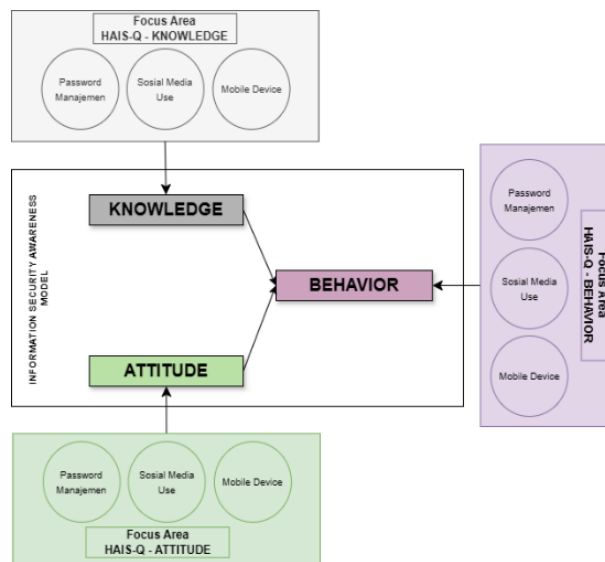 Focus Area
HAIS-Q - KNOWLEDGE
Password
Manajemen
Sosial Media
Use
Mobile Device
INFORMATION SECURITY AWARENESS
MODEL
KNOWLEDGE
BEHAVIOR
ATTITUDE
Password
Manajemen
Sosial Media
Use
Mobile Device
Focus Area
HAIS-Q - BEHAVIOR
Password
Manajemen
Sosial Media
Use
Mobile Device
Focus Area
HAIS-Q - ATTITUDE